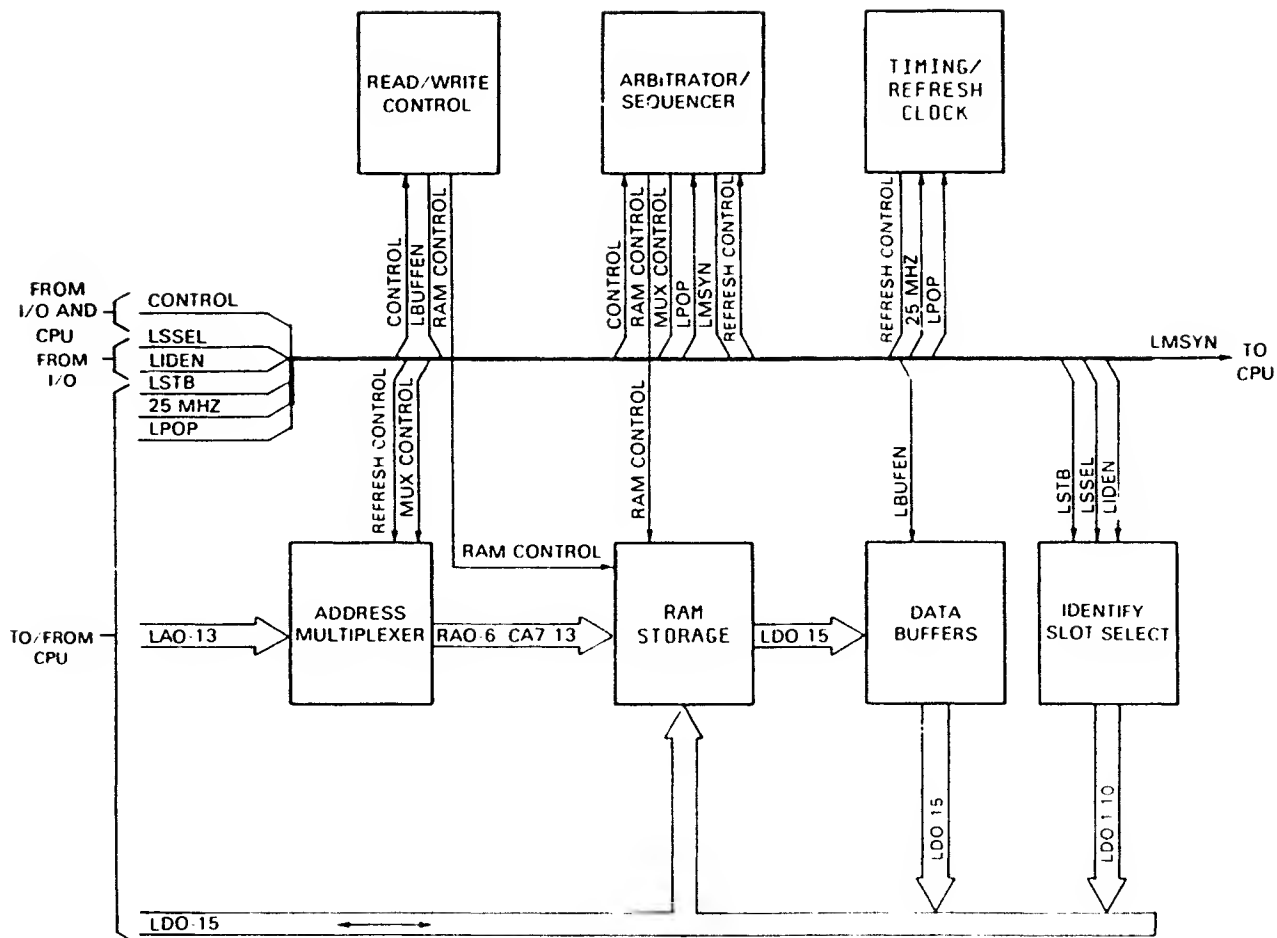 READ/WRITE
CONTROL
ARBITRATOR/
SEQUENCER
TIMING/
REFRESH
CLOCK
CONTROL
LBUFFEN
RAM CONTROL
CONTROL
RAM CONTROL
MUX CONTROL
LPOP
LMSYN
REFRESH CONTROL
REFRESH CONTROL
25 MHZ
LPOP
FROM
I/O AND
CPU
FROM
I/O
CONTROL
LSSEL
LIDEN
LSTB
25 MHZ
LPOP
LMSYN
TO
CPU
REFRESH CONTROL
MUX CONTROL
RAM CONTROL
LBUFEN
LSTB
LSSEL
LIDEN
RAM CONTROL
TO/FROM
CPU
LAO-13
ADDRESS
MULTIPLEXER
RAO-6 CA7 13
RAM
STORAGE
LDO 15
DATA
BUFFERS
IDENTIFY
SLOT SELECT
LDO 15
LDO 1 10
LDO-15